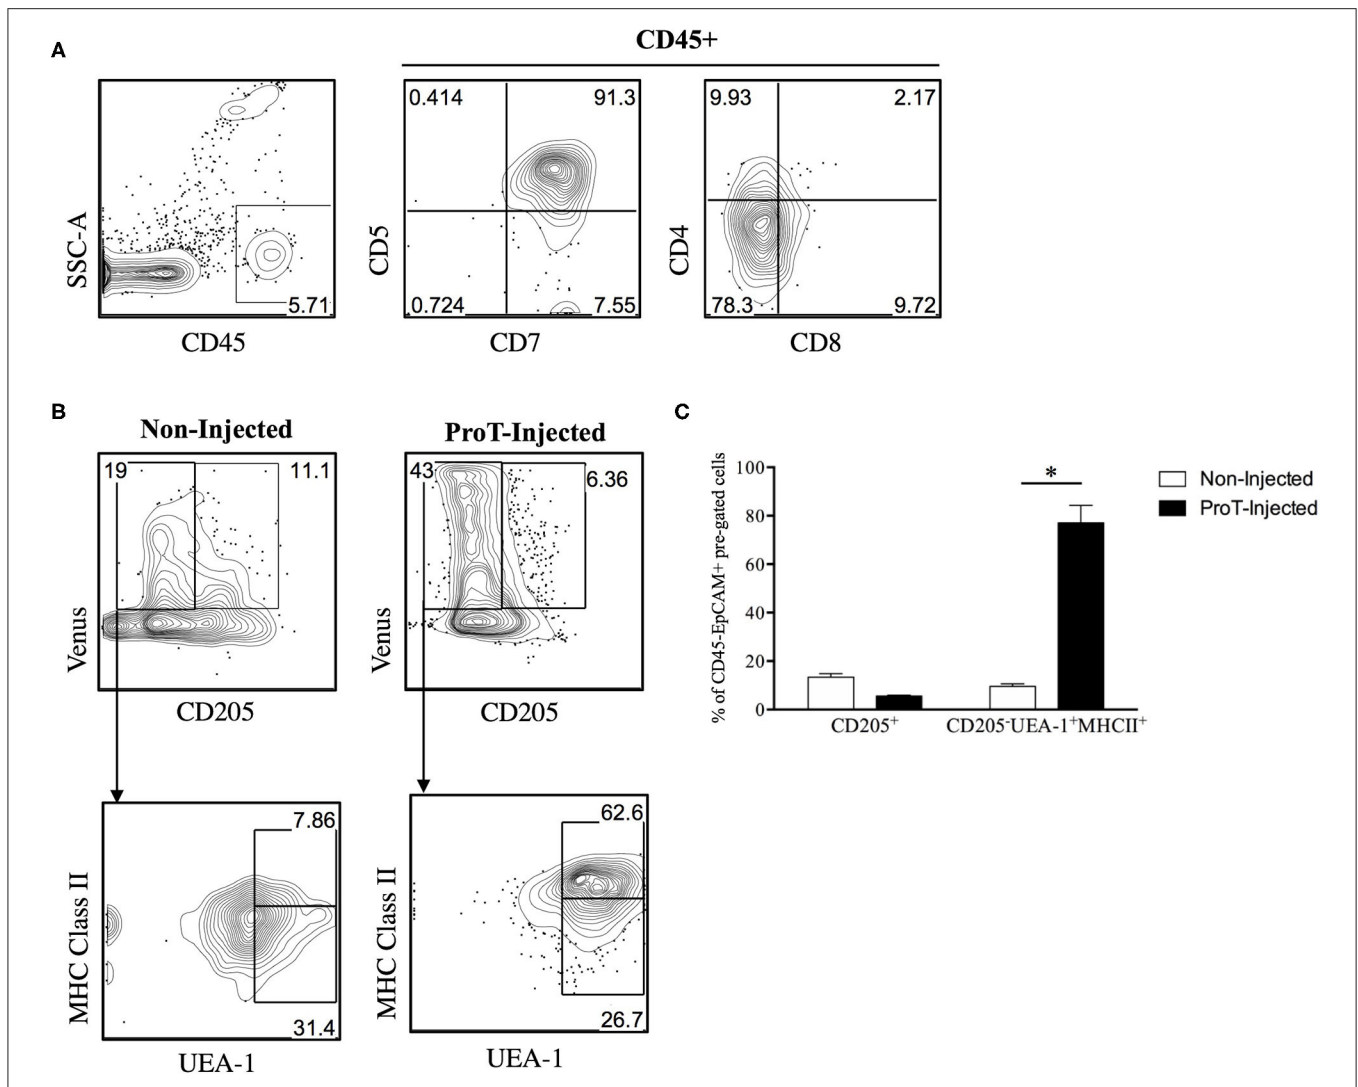 A
CD45+
SSC-A
5.71
CD45
0.414
91.3
CD5
0.724
7.55
CD7
9.93
2.17
CD4
78.3
9.72
CD8
B
Non-Injected
ProT-Injected
19
11.1
Venus
CD205
43
6.36
Venus
CD205
7.86
MHC Class II
31.4
UEA-1
62.6
MHC Class II
26.7
UEA-1
C
% of CD45-EpCAM+ pre-gated cells
100
80
60
40
20
0
*
CD205⁺
CD205⁻UEA-1⁺MHCII⁺
Non-Injected
ProT-Injected